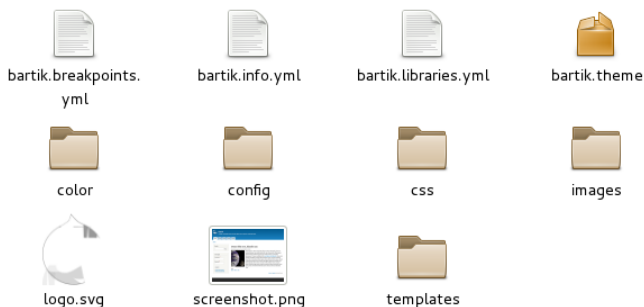 bartik.breakpoints.
yml
bartik.info.yml
bartik.libraries.yml
bartik.theme
color
config
css
images
logo.svg
screenshot.png
templates